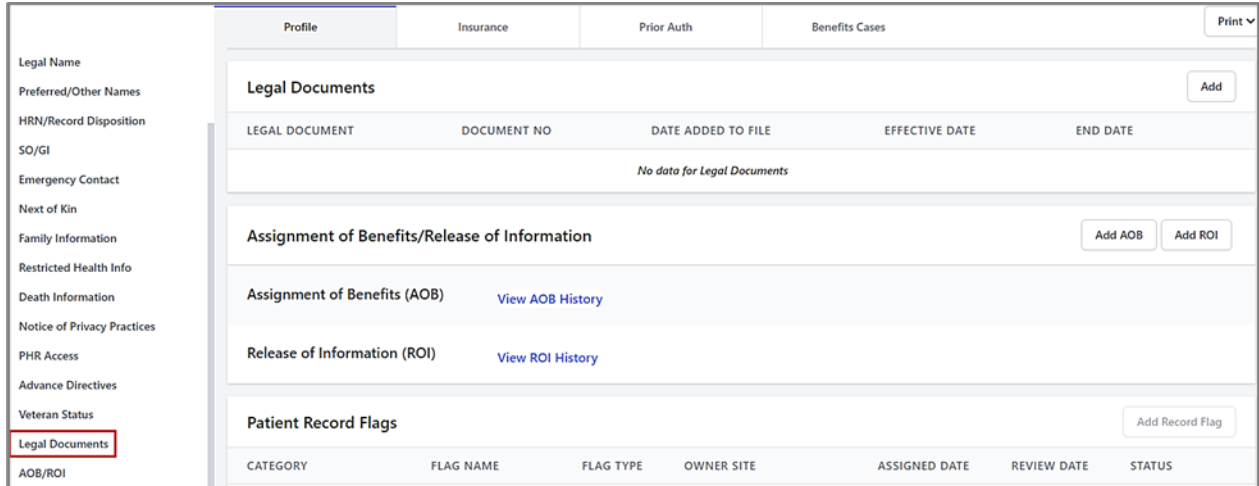 Profile
Insurance
Prior Auth
Benefits Cases
Print
Legal Name
Preferred/Other Names
HRN/Record Disposition
SO/GI
Emergency Contact
Next of Kin
Family Information
Restricted Health Info
Death Information
Notice of Privacy Practices
PHR Access
Advance Directives
Veteran Status
Legal Documents
AOB/ROI
Legal Documents
Add
LEGAL DOCUMENT DOCUMENT NO DATE ADDED TO FILE EFFECTIVE DATE END DATE
No data for Legal Documents
Assignment of Benefits/Release of Information
Add AOB
Add ROI
Assignment of Benefits (AOB) View AOB History
Release of Information (ROI) View ROI History
Patient Record Flags
Add Record Flag
CATEGORY FLAG NAME FLAG TYPE OWNER SITE ASSIGNED DATE REVIEW DATE STATUS